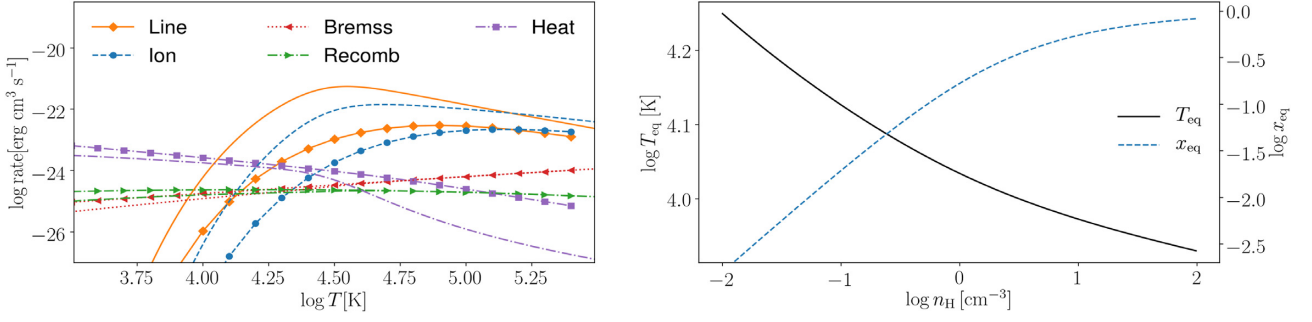 Line
Ion
Bremss
Recomb
Heat
log rate[erg cm³ s⁻¹]
−20
−22
−24
−26
3.75 4.00 4.25 4.50 4.75 5.00 5.25
log T[K]
log T_eq [K]
4.2
4.1
4.0
T_eq
x_eq
0.0
−0.5
−1.0
−1.5
−2.0
−2.5
log x_eq
−2 −1 0 1 2
log n_H [cm⁻³]